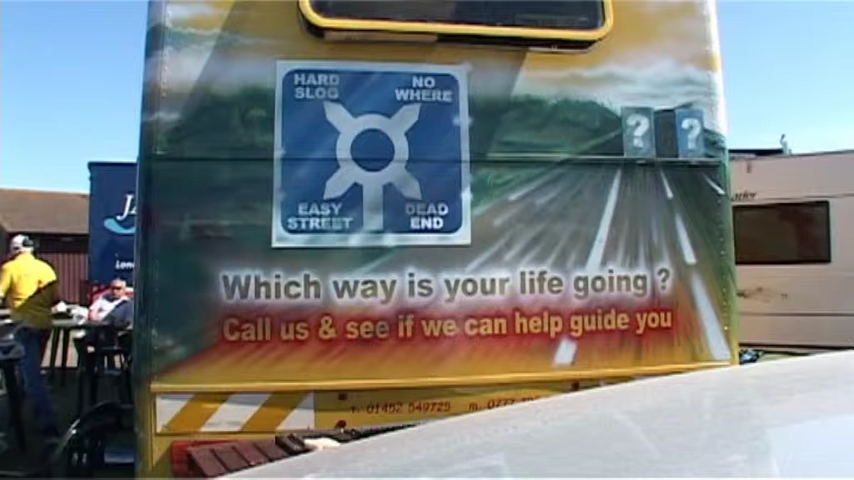 HARD
SLOG
NO
WHERE
? ?
EASY
STREET
DEAD
END
Which way is your life going ?
Call us & see if we can help guide you
T. 01452 549725 m. 0777